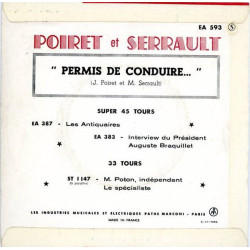 EA 593
POIRET et SERRAULT
" PERMIS DE CONDUIRE... "
(J. Poiret et M. Serrault)
SUPER 45 TOURS
EA 387 - Les Antiquaires
EA 383 - Interview du Président
Auguste Braquillet
33 TOURS
ST 1147 - M. Poton, indépendant
Le spécialiste
LES INDUSTRIES MUSICALES ET ELECTRIQUES PATHE MARCONI - PARIS
MADE IN FRANCE